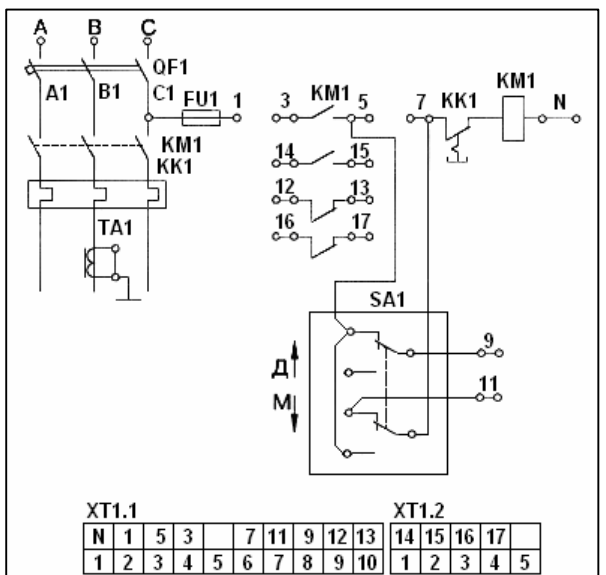 A B C
QF1
A1 B1 C1 FU1 1 3 KM1 5 7 KK1 KM1 N
KM1
KK1
14 15
12 13
16 17
TA1
SA1
9
Д
11
М
XT1.1 XT1.2
N 1 5 3 7 11 9 12 13 14 15 16 17
1 2 3 4 5 6 7 8 9 10 1 2 3 4 5